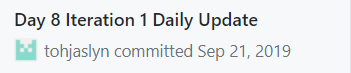 Day 8 Iteration 1 Daily Update
tohjaslyn committed Sep 21, 2019